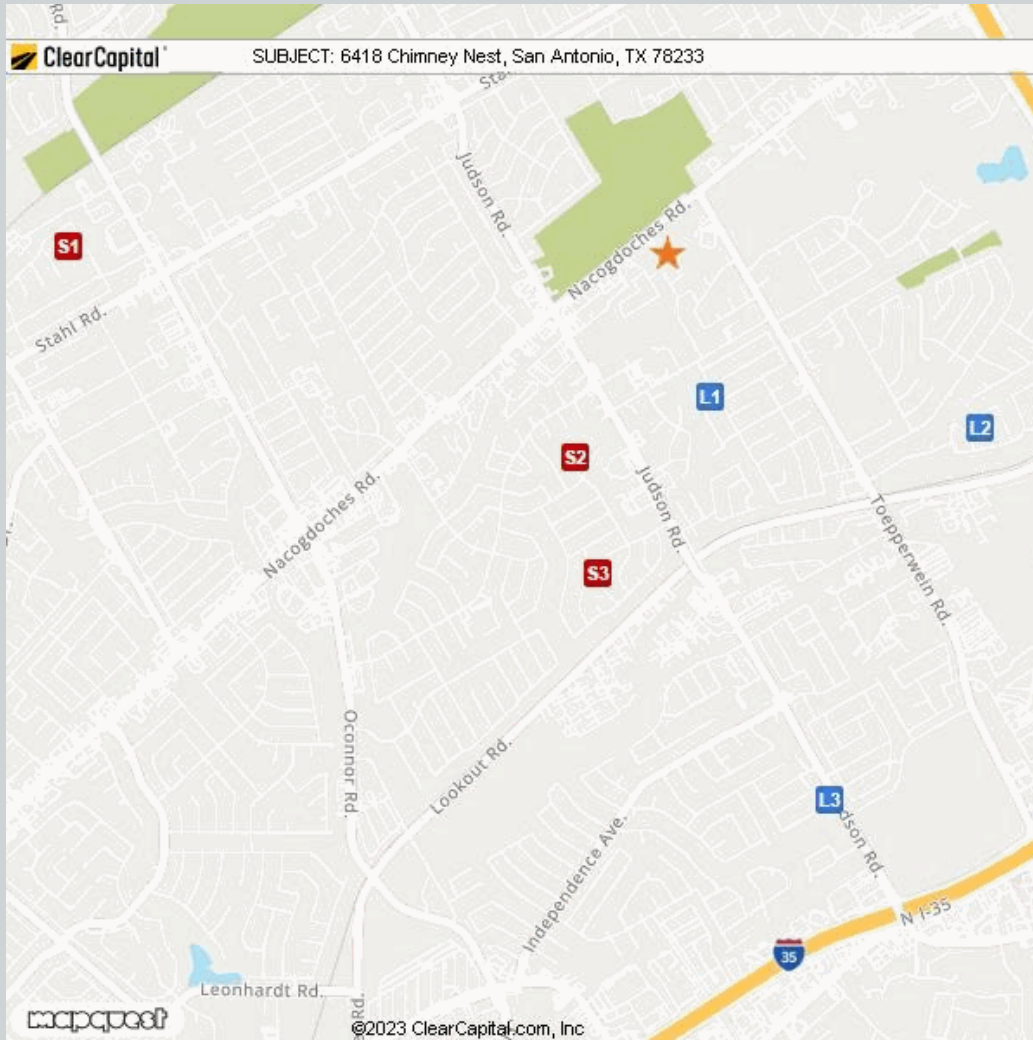 Rd.
ClearCapital
SUBJECT: 6418 Chimney Nest, San Antonio, TX 78233
Judson Rd.
S1
Nacogdoches Rd.
Stahl Rd.
L1
L2
S2
Judson Rd.
Nacogdoches Rd.
Toepperwein Rd.
S3
Oconnor Rd.
Lookout Rd.
L3
Independence Ave.
N I-35
35
Leonhardt Rd.
Rd.
mapquest
©2023 ClearCapital.com, Inc